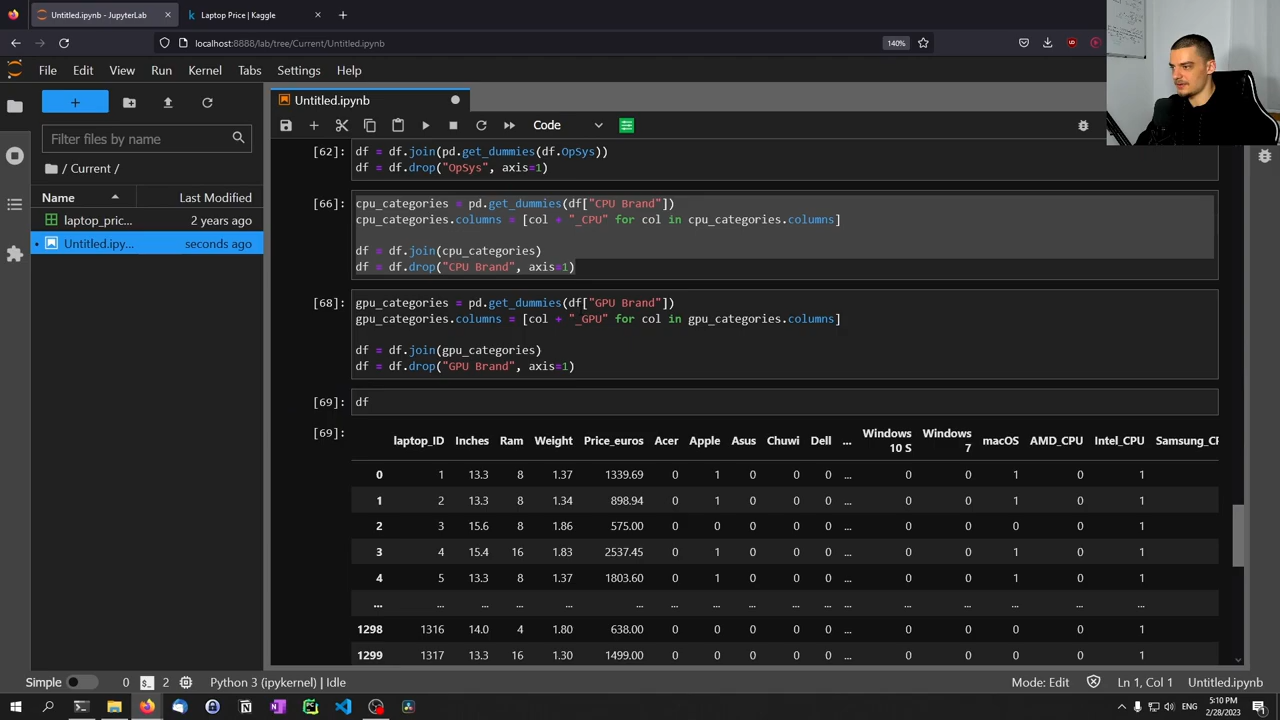 Untitled.ipynb - JupyterLab
Laptop Price | Kaggle
localhost:8888/lab/tree/Current/Untitled.ipynb
140%
File Edit View Run Kernel Tabs Settings Help
Untitled.ipynb
Filter files by name
Code
/ Current /
Name Last Modified
laptop_pric... 2 years ago
Untitled.ipy... seconds ago
[62]: df = df.join(pd.get_dummies(df.OpSys))
df = df.drop("OpSys", axis=1)
[66]: cpu_categories = pd.get_dummies(df["CPU Brand"])
cpu_categories.columns = [col + "_CPU" for col in cpu_categories.columns]
df = df.join(cpu_categories)
df = df.drop("CPU Brand", axis=1)
[68]: gpu_categories = pd.get_dummies(df["GPU Brand"])
gpu_categories.columns = [col + "_GPU" for col in gpu_categories.columns]
df = df.join(gpu_categories)
df = df.drop("GPU Brand", axis=1)
[69]: df
[69]:
laptop_ID Inches Ram Weight Price_euros Acer Apple Asus Chuwi Dell ... Windows 10 S Windows 7 macOS AMD_CPU Intel_CPU Samsung_CP
0 1 13.3 8 1.37 1339.69 0 1 0 0 0 ... 0 0 1 0 1
1 2 13.3 8 1.34 898.94 0 1 0 0 0 ... 0 0 1 0 1
2 3 15.6 8 1.86 575.00 0 0 0 0 0 ... 0 0 0 0 1
3 4 15.4 16 1.83 2537.45 0 1 0 0 0 ... 0 0 1 0 1
4 5 13.3 8 1.37 1803.60 0 1 0 0 0 ... 0 0 1 0 1
... ... ... ... ... ... ... ... ... ... ... ... ... ... ... ... ...
1298 1316 14.0 4 1.80 638.00 0 0 0 0 0 ... 0 0 0 0 1
1299 1317 13.3 16 1.30 1499.00 0 0 0 0 0 ... 0 0 0 0 1
Simple 0 2 Python 3 (ipykernel) | Idle Mode: Edit Ln 1, Col 1 Untitled.ipynb
ENG 5:10 PM
2/28/2023